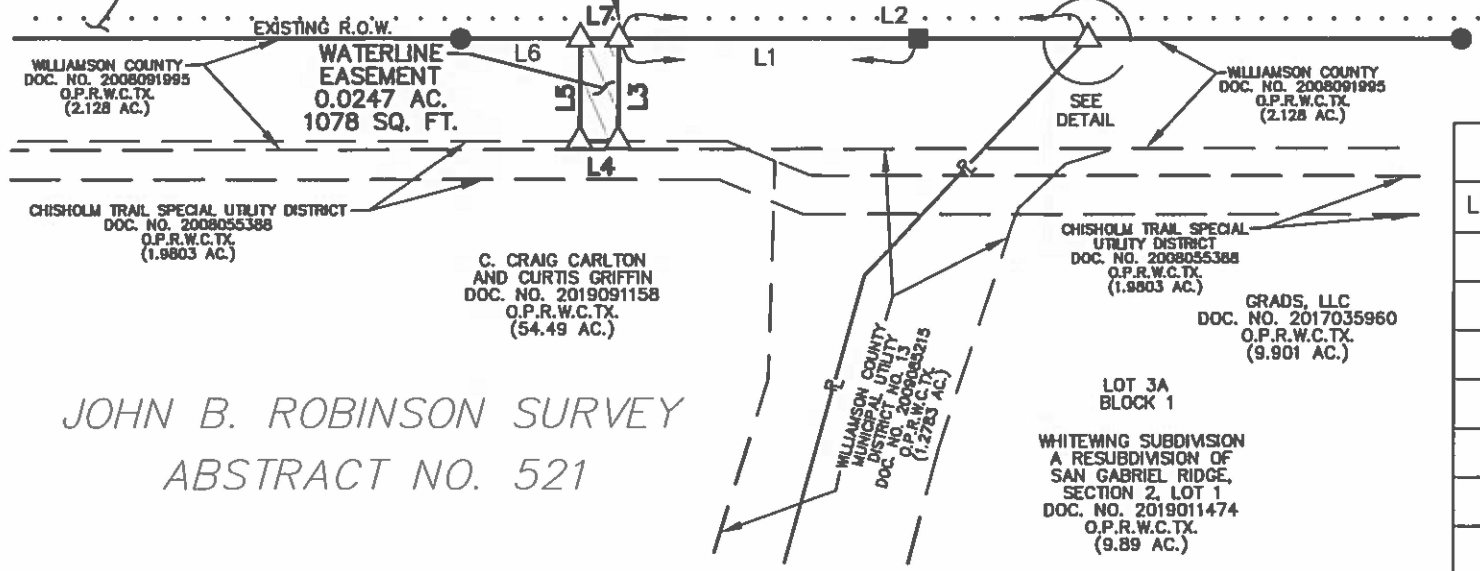 L7
L2
EXISTING R.O.W.
WILLIAMSON COUNTY
DOC. NO. 2008091995
O.P.R.W.C.TX.
(2.128 AC.)
WATERLINE
EASEMENT
0.0247 AC.
1078 SQ. FT.
L6
L1
L5
L3
L4
SEE
DETAIL
WILLIAMSON COUNTY
DOC. NO. 2008091995
O.P.R.W.C.TX.
(2.128 AC.)
PL
L
CHISHOLM TRAIL SPECIAL UTILITY DISTRICT
DOC. NO. 2008055388
O.P.R.W.C.TX.
(1.9803 AC.)
C. CRAIG CARLTON
AND CURTIS GRIFFIN
DOC. NO. 2019091158
O.P.R.W.C.TX.
(54.49 AC.)
CHISHOLM TRAIL SPECIAL
UTILITY DISTRICT
DOC. NO. 2008055388
O.P.R.W.C.TX.
(1.9803 AC.)
GRADS, LLC
DOC. NO. 2017035960
O.P.R.W.C.TX.
(9.901 AC.)
PL
WILLIAMSON COUNTY
MUNICIPAL UTILITY
DISTRICT NO. 13
DOC. NO. 2009085215
O.P.R.W.C.TX.
(1.2783 AC.)
JOHN B. ROBINSON SURVEY
ABSTRACT NO. 521
LOT 3A
BLOCK 1
WHITEWING SUBDIVISION
A RESUBDIVISION OF
SAN GABRIEL RIDGE,
SECTION 2, LOT 1
DOC. NO. 2019011474
O.P.R.W.C.TX.
(9.89 AC.)